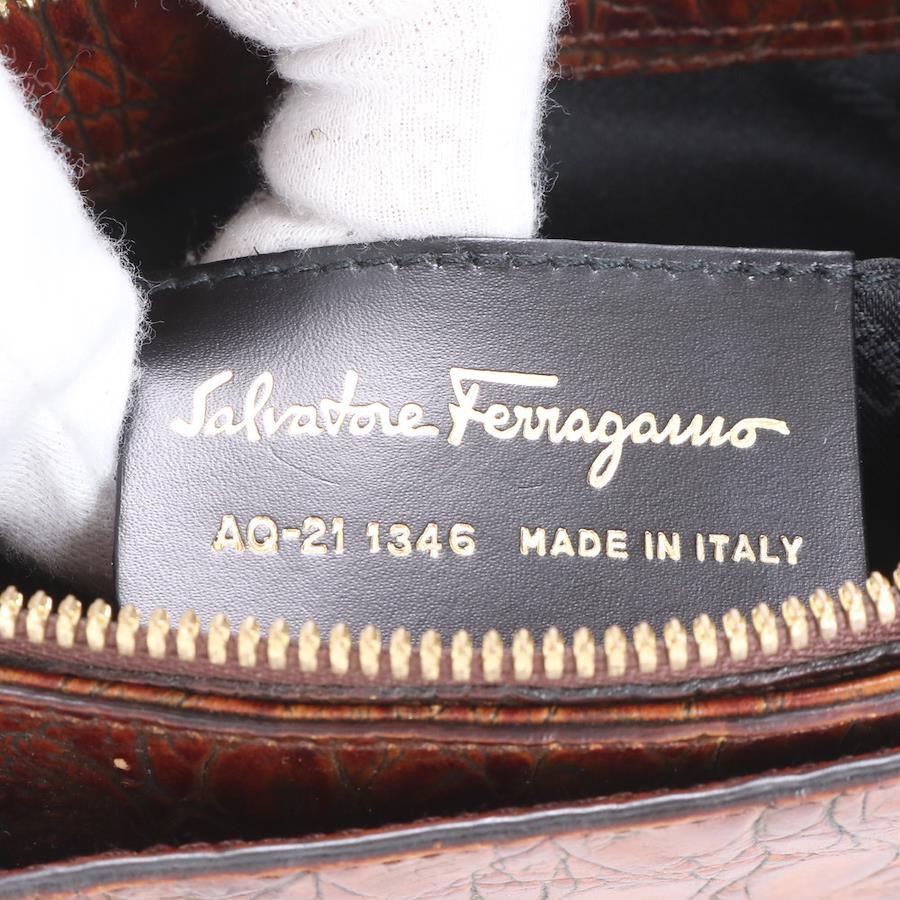 Salvatore Ferragamo
AQ-21 1346 MADE IN ITALY